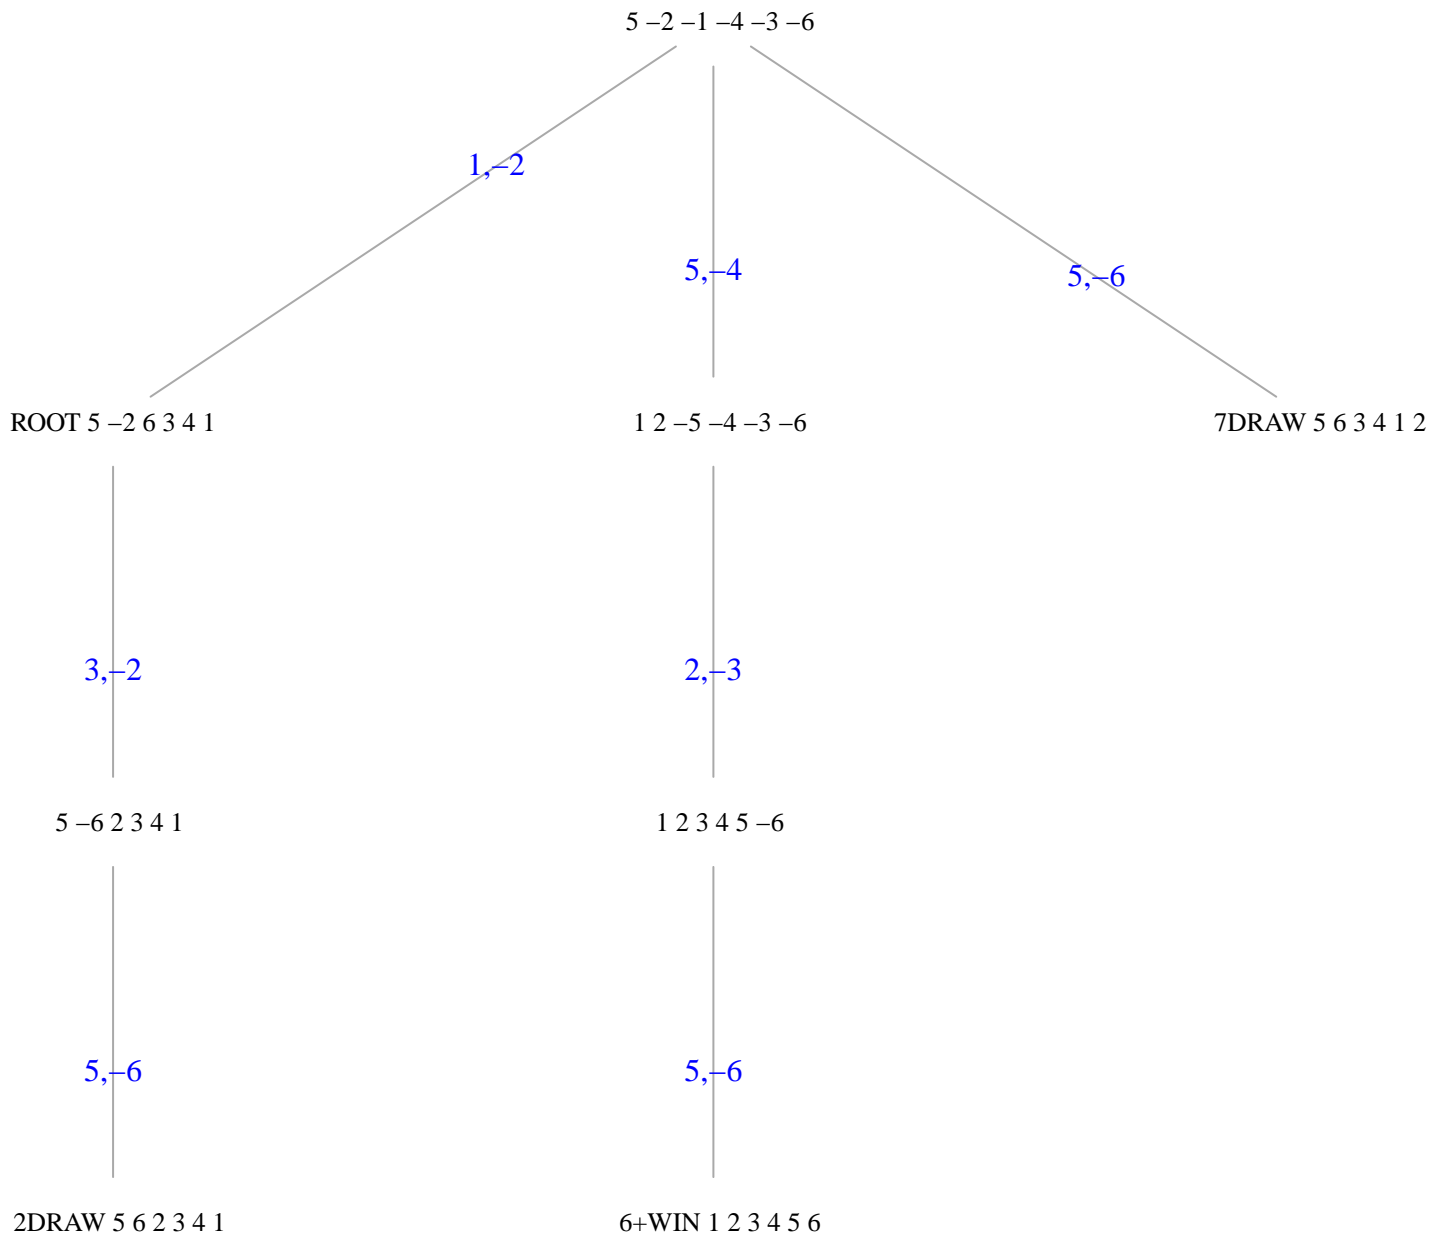 5 –2 –1 –4 –3 –6
1,–2
5,–4
5,–6
ROOT 5 –2 6 3 4 1
1 2 –5 –4 –3 –6
7DRAW 5 6 3 4 1 2
3,–2
2,–3
5 –6 2 3 4 1
1 2 3 4 5 –6
5,–6
5,–6
2DRAW 5 6 2 3 4 1
6+WIN 1 2 3 4 5 6